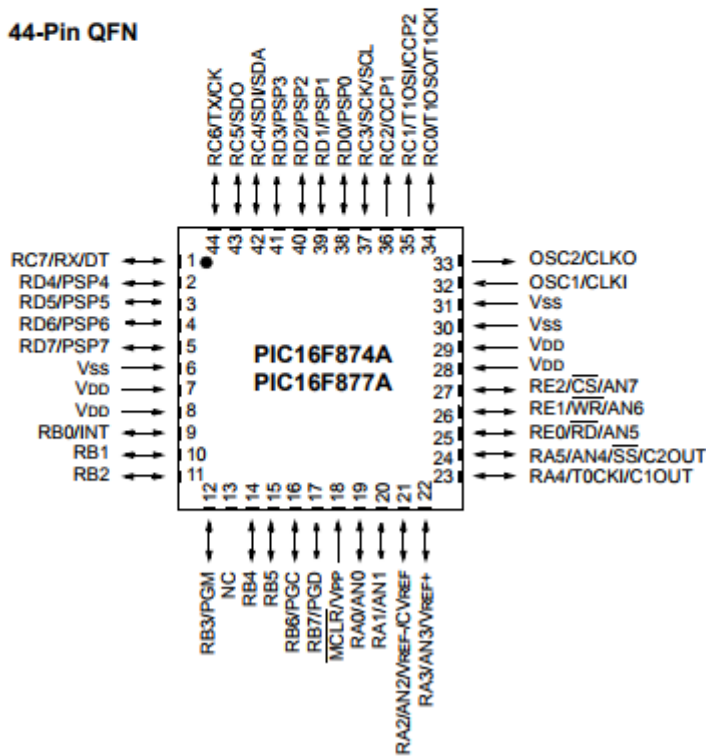 44-Pin QFN
RC6/TX/CK
RC5/SDO
RC4/SDI/SDA
RD3/PSP3
RD2/PSP2
RD1/PSP1
RD0/PSP0
RC3/SCK/SCL
RC2/CCP1
RC1/T1OSI/CCP2
RC0/T1OSO/T1CKI
44 43 42 41 40 39 38 37 36 35 34
RC7/RX/DT 1
RD4/PSP4 2
RD5/PSP5 3
RD6/PSP6 4
RD7/PSP7 5
VSS 6
VDD 7
VDD 8
RB0/INT 9
RB1 10
RB2 11
PIC16F874A
PIC16F877A
33 OSC2/CLKO
32 OSC1/CLKI
31 VSS
30 VSS
29 VDD
28 VDD
27 RE2/CS/AN7
26 RE1/WR/AN6
25 RE0/RD/AN5
24 RA5/AN4/SS/C2OUT
23 RA4/T0CKI/C1OUT
12 13 14 15 16 17 18 19 20 21 22
RB3/PGM
NC
RB4
RB5
RB6/PGC
RB7/PGD
MCLR/VPP
RA0/AN0
RA1/AN1
RA2/AN2/VREF-/CVREF
RA3/AN3/VREF+